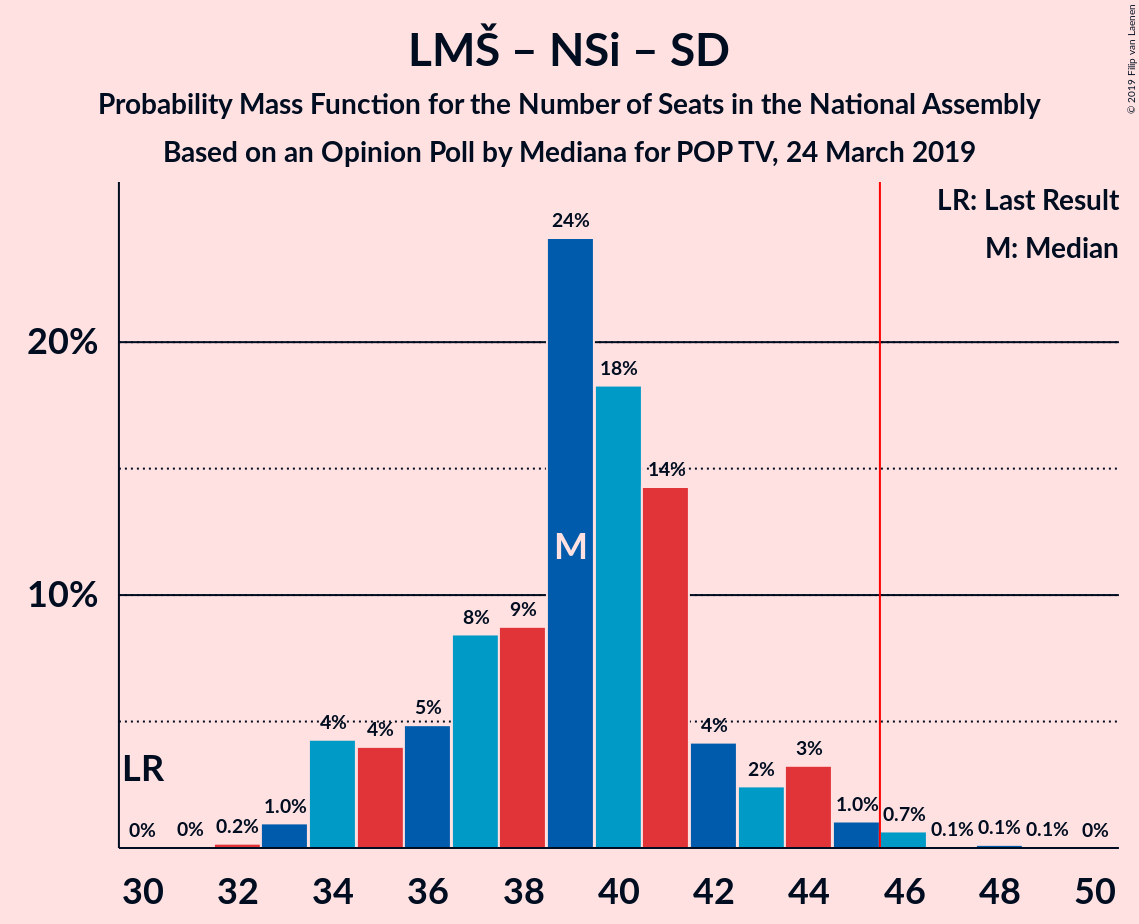 LMŠ – NSi – SD
Probability Mass Function for the Number of Seats in the National Assembly
Based on an Opinion Poll by Mediana for POP TV, 24 March 2019
© 2019 Filip van Laenen
LR: Last Result
M: Median
20%
10%
LR
M
0%
0%
0.2%
1.0%
4%
4%
5%
8%
9%
24%
18%
14%
4%
2%
3%
1.0%
0.7%
0.1%
0.1%
0.1%
0%
30 32 34 36 38 40 42 44 46 48 50